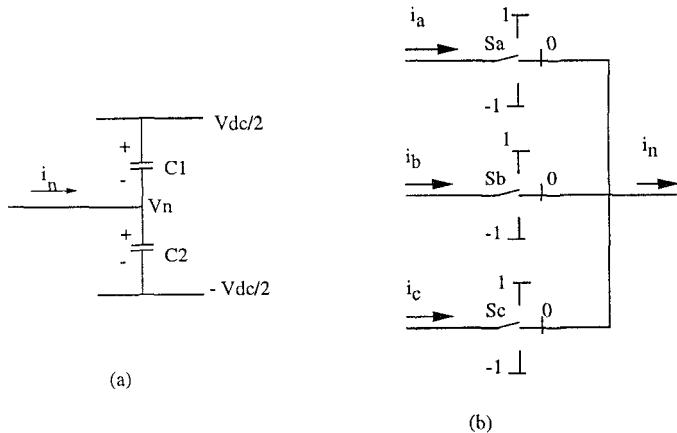 Vdc/2
+
-
C1
i_n
Vn
+
-
C2
- Vdc/2
(a)
i_a
Sa
1
0
-1
i_b
Sb
1
0
-1
i_n
i_c
Sc
1
0
-1
(b)